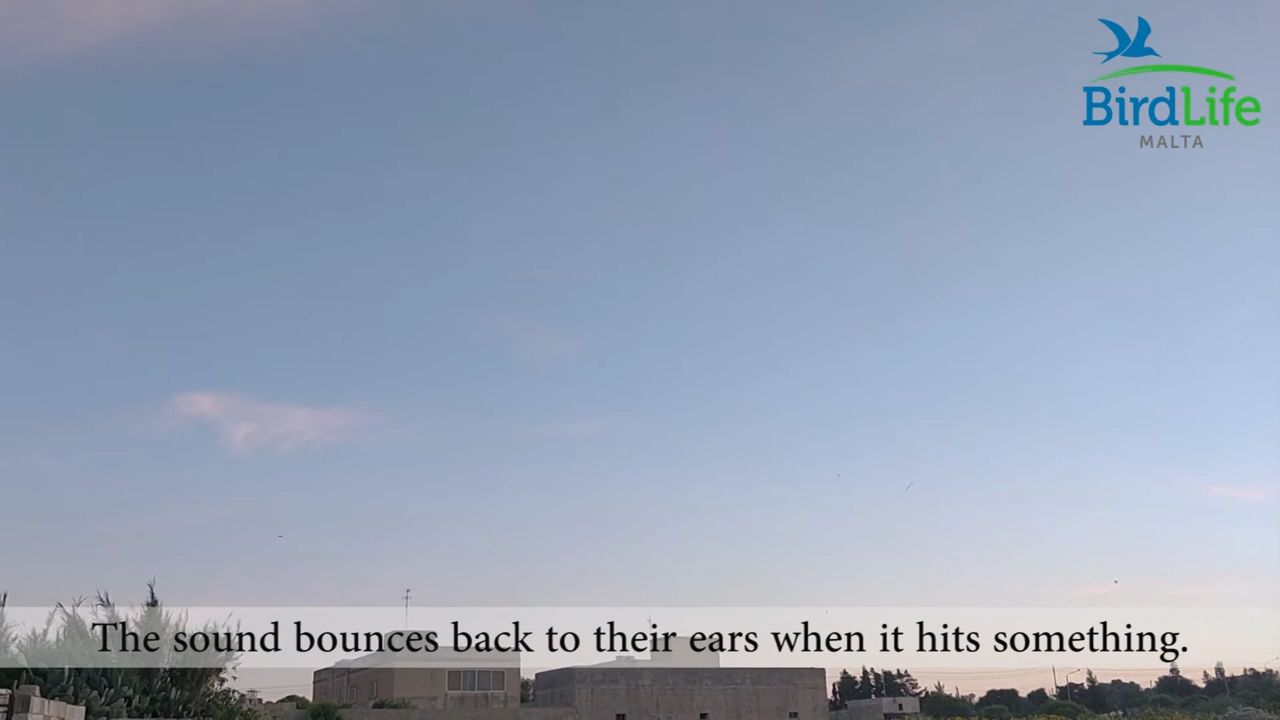 BirdLife
MALTA
The sound bounces back to their ears when it hits something.